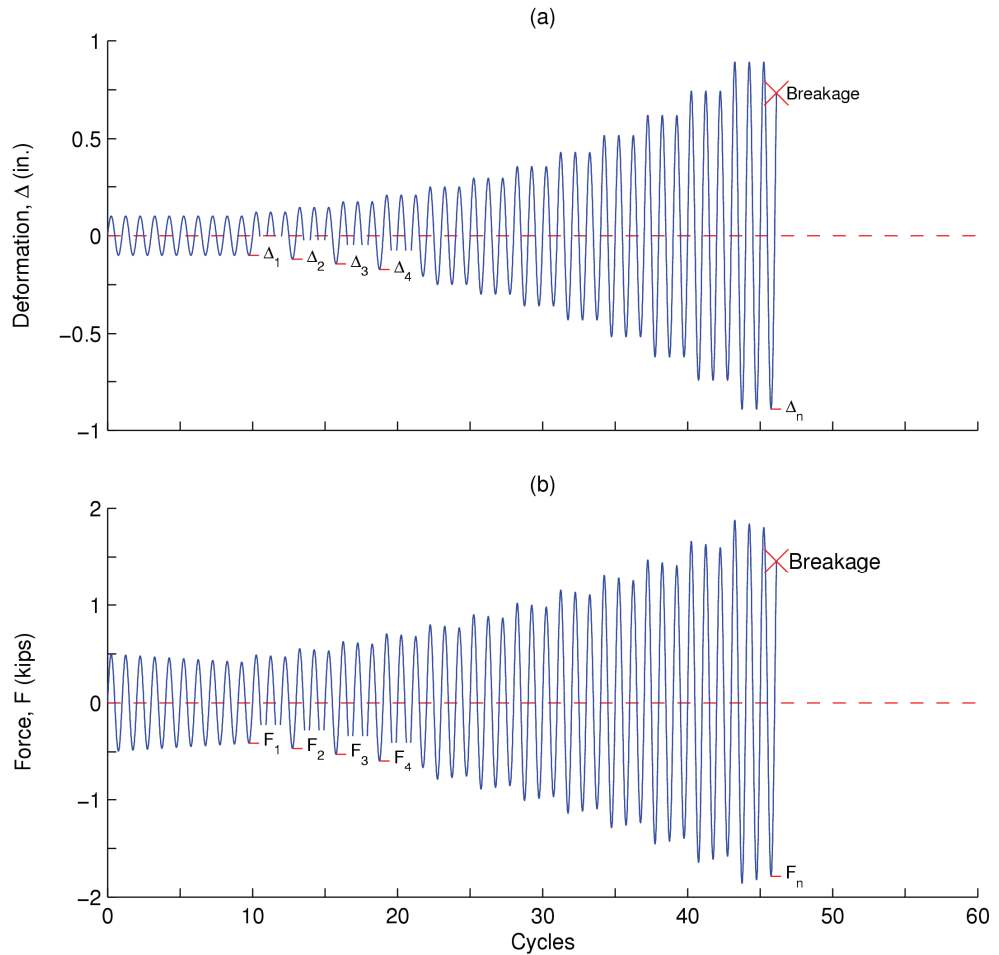 (a)
Deformation, Δ (in.)
1
0.5
0
−0.5
−1
Breakage
Δ1
Δ2
Δ3
Δ4
Δn
(b)
Force, F (kips)
2
1
0
−1
−2
Breakage
F1
F2
F3
F4
Fn
0 10 20 30 40 50 60
Cycles